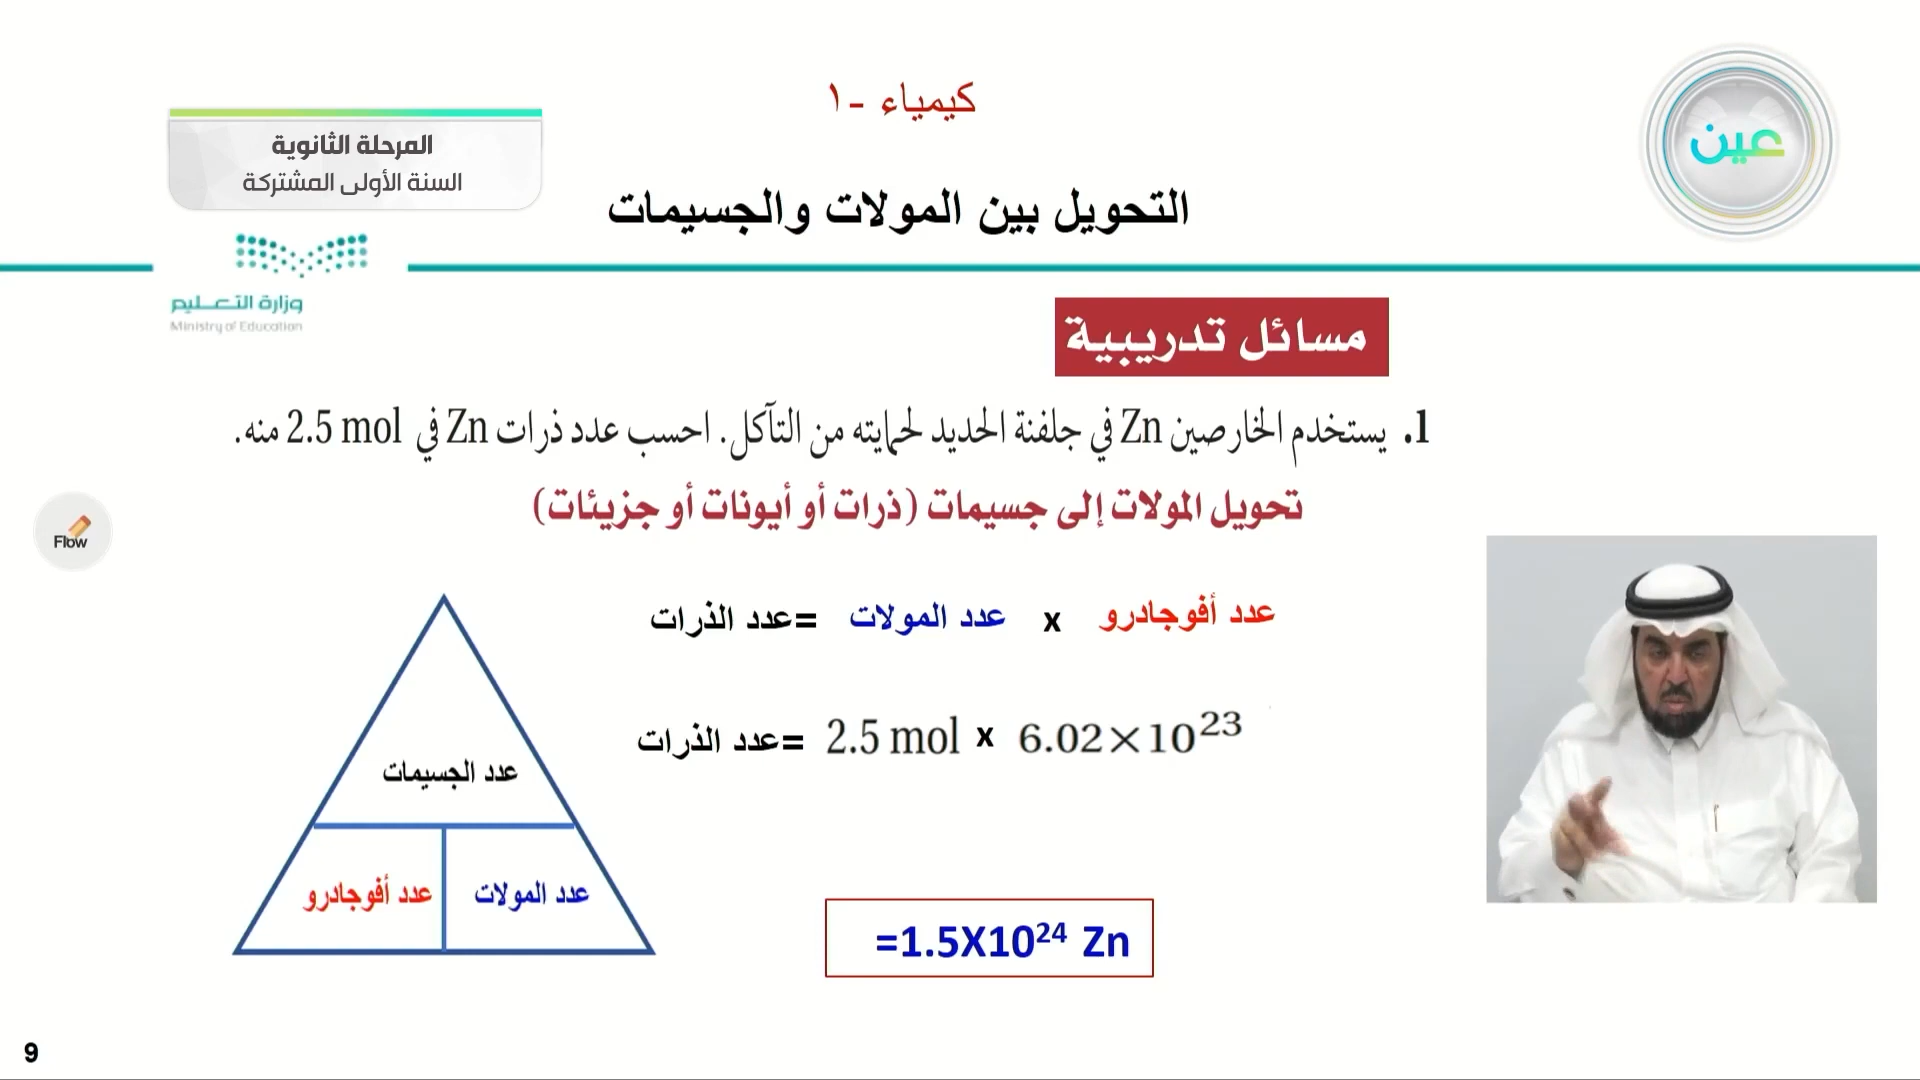 كيمياء -١
عين
المرحلة الثانوية
السنة الأولى المشتركة
التحويل بين المولات والجسيمات
وزارة التعليم
Ministry of Education
مسائل تدريبية
1. يستخدم الخارصين Zn في جلفنة الحديد لحمايته من التآكل. احسب عدد ذرات Zn في 2.5 mol منه.
تحويل المولات إلى جسيمات (ذرات أو أيونات أو جزيئات)
Flow
عدد الذرات= عدد المولات x عدد أفوجادرو
عدد الذرات= 2.5 mol x 6.02×10²³
عدد الجسيمات
عدد أفوجادرو
عدد المولات
=1.5X10²⁴ Zn
9